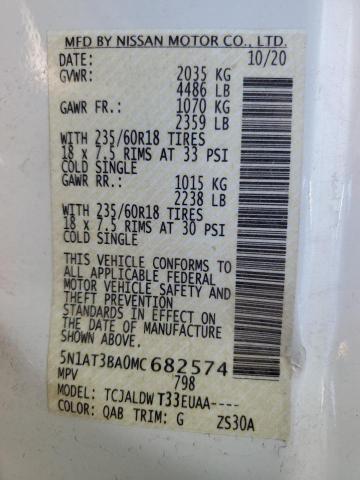 MFD BY NISSAN MOTOR CO., LTD.
DATE: 10/20
GVWR: 2035 KG
4486 LB
GAWR FR.: 1070 KG
2359 LB
WITH 235/60R18 TIRES
18 x 7.5 RIMS AT 33 PSI
COLD SINGLE
GAWR RR.: 1015 KG
2238 LB
WITH 235/60R18 TIRES
18 x 7.5 RIMS AT 30 PSI
COLD SINGLE
THIS VEHICLE CONFORMS TO
ALL APPLICABLE FEDERAL
MOTOR VEHICLE SAFETY AND
THEFT PREVENTION
STANDARDS IN EFFECT ON
THE DATE OF MANUFACTURE
SHOWN ABOVE.
5N1AT3BA0MC 682574
MPV 798
MODEL: TCJALDW T33EUAA----
COLOR: QAB TRIM: G ZS30A